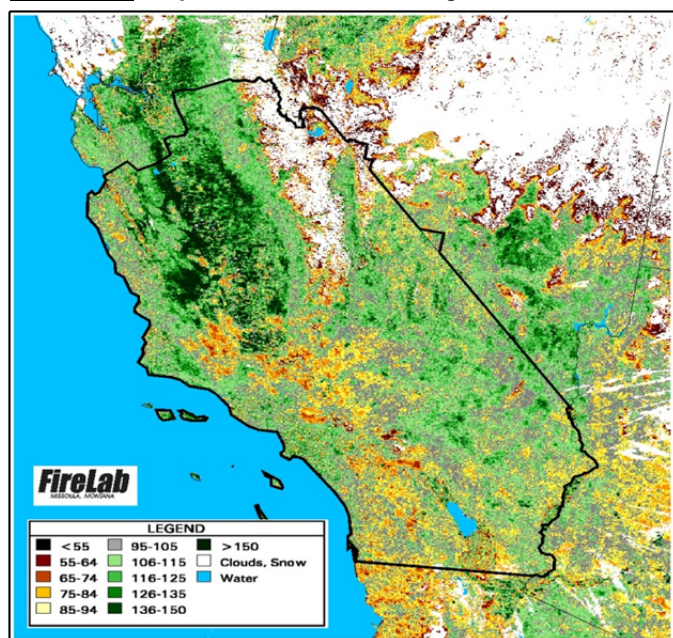 FireLab
MISSOULA, MONTANA
LEGEND
<55 95-105 >150
55-64 106-115 Clouds, Snow
65-74 116-125 Water
75-84 126-135
85-94 136-150